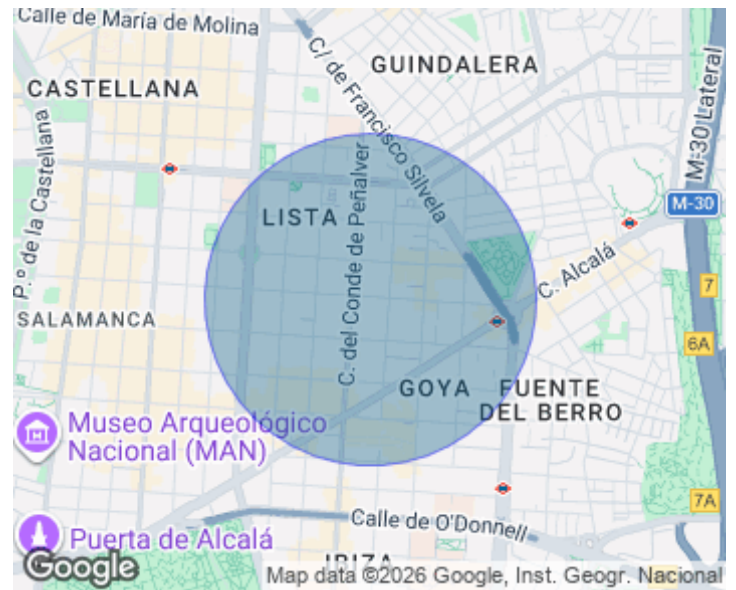 Calle de María de Molina
C/ de Francisco Silvela
GUINDALERA
CASTELLANA
M-30 Lateral
P.º de la Castellana
C. del Conde de Peñalver
LISTA
M-30
C. Alcalá
7
SALAMANCA
6A
GOYA
FUENTE
DEL BERRO
Museo Arqueológico
Nacional (MAN)
7A
Calle de O'Donnell
Puerta de Alcalá
IBIZA
Google
Map data ©2026 Google, Inst. Geogr. Nacional